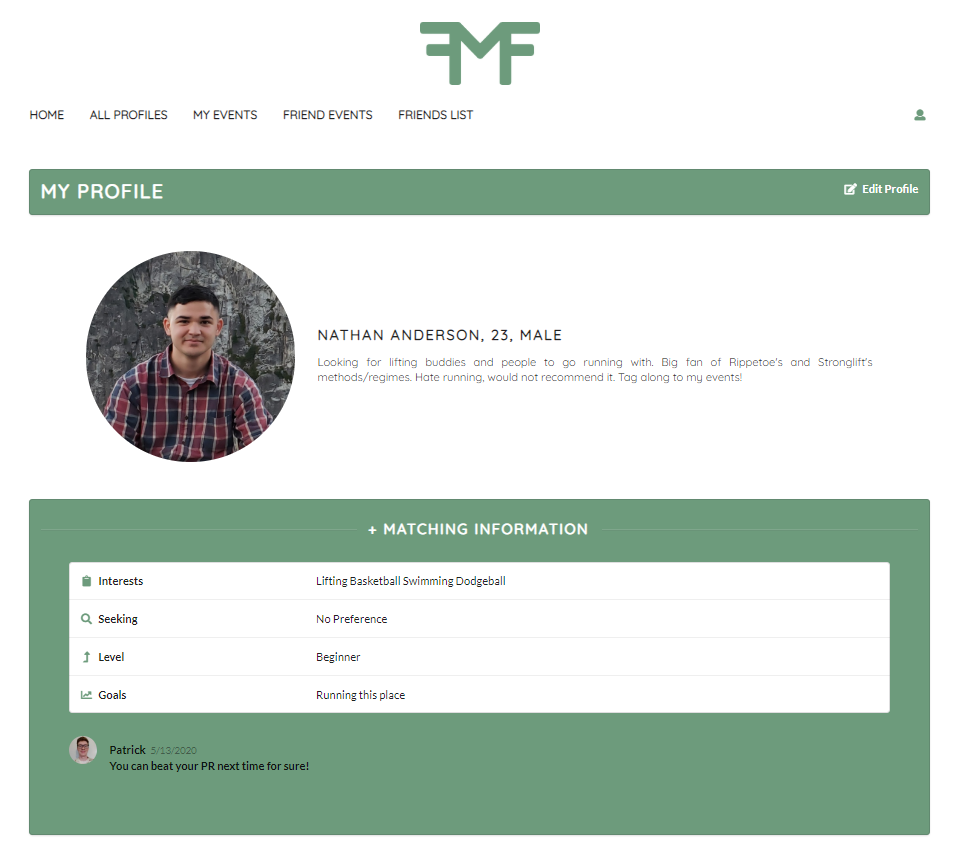 FMF
HOME ALL PROFILES MY EVENTS FRIEND EVENTS FRIENDS LIST
MY PROFILE
Edit Profile
NATHAN ANDERSON, 23, MALE
Looking for lifting buddies and people to go running with. Big fan of Rippetoe's and Stronglift's
methods/regimes. Hate running, would not recommend it. Tag along to my events!
+ MATCHING INFORMATION
Interests Lifting Basketball Swimming Dodgeball
Seeking No Preference
Level Beginner
Goals Running this place
Patrick 5/13/2020
You can beat your PR next time for sure!